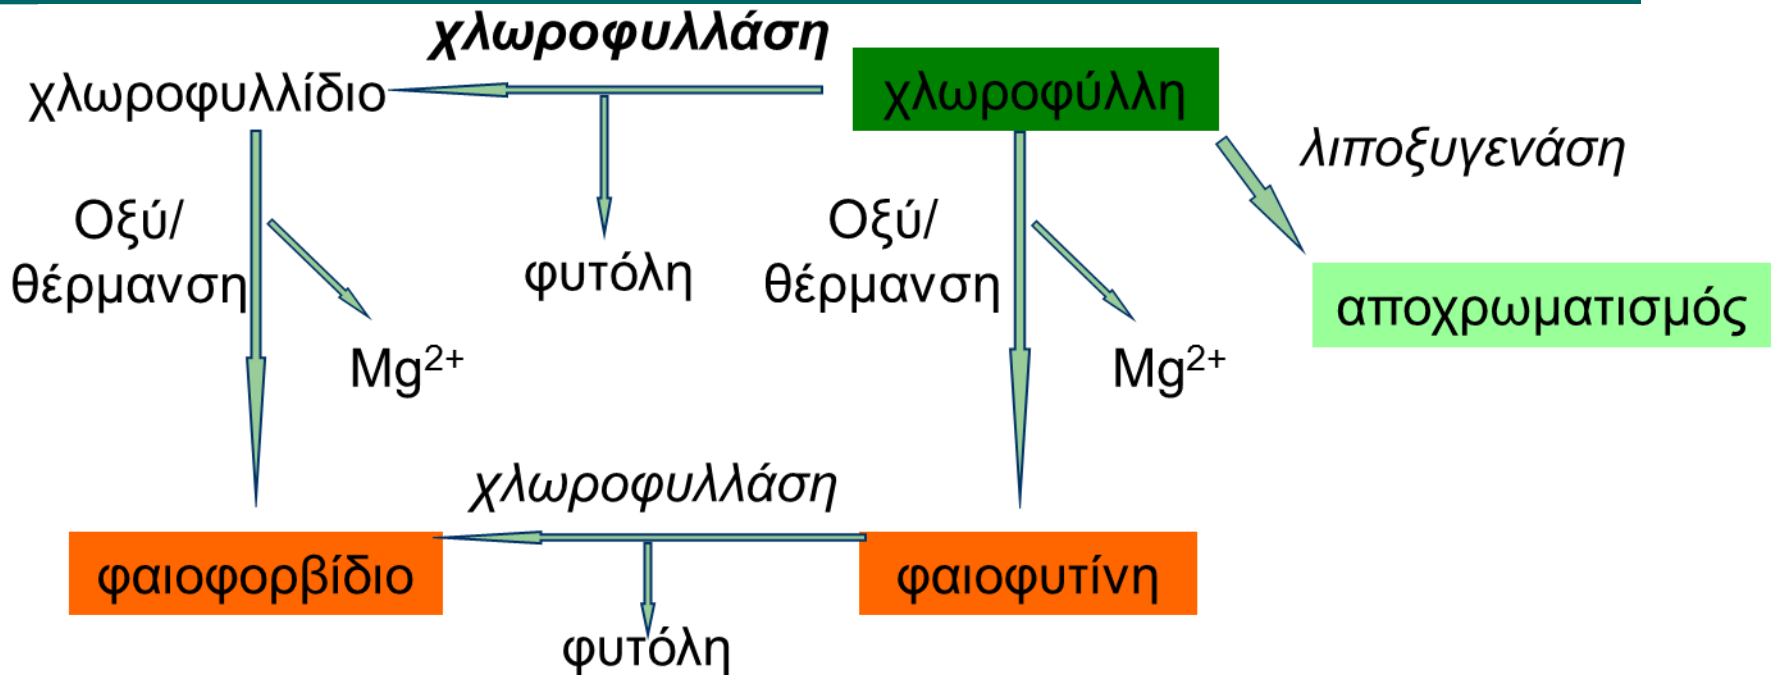 χλωροφυλλάση
χλωροφυλλίδιο
χλωροφύλλη
λιποξυγενάση
Οξύ/
θέρμανση
φυτόλη
Οξύ/
θέρμανση
αποχρωματισμός
Mg²⁺
Mg²⁺
χλωροφυλλάση
φαιοφορβίδιο
φαιοφυτίνη
φυτόλη